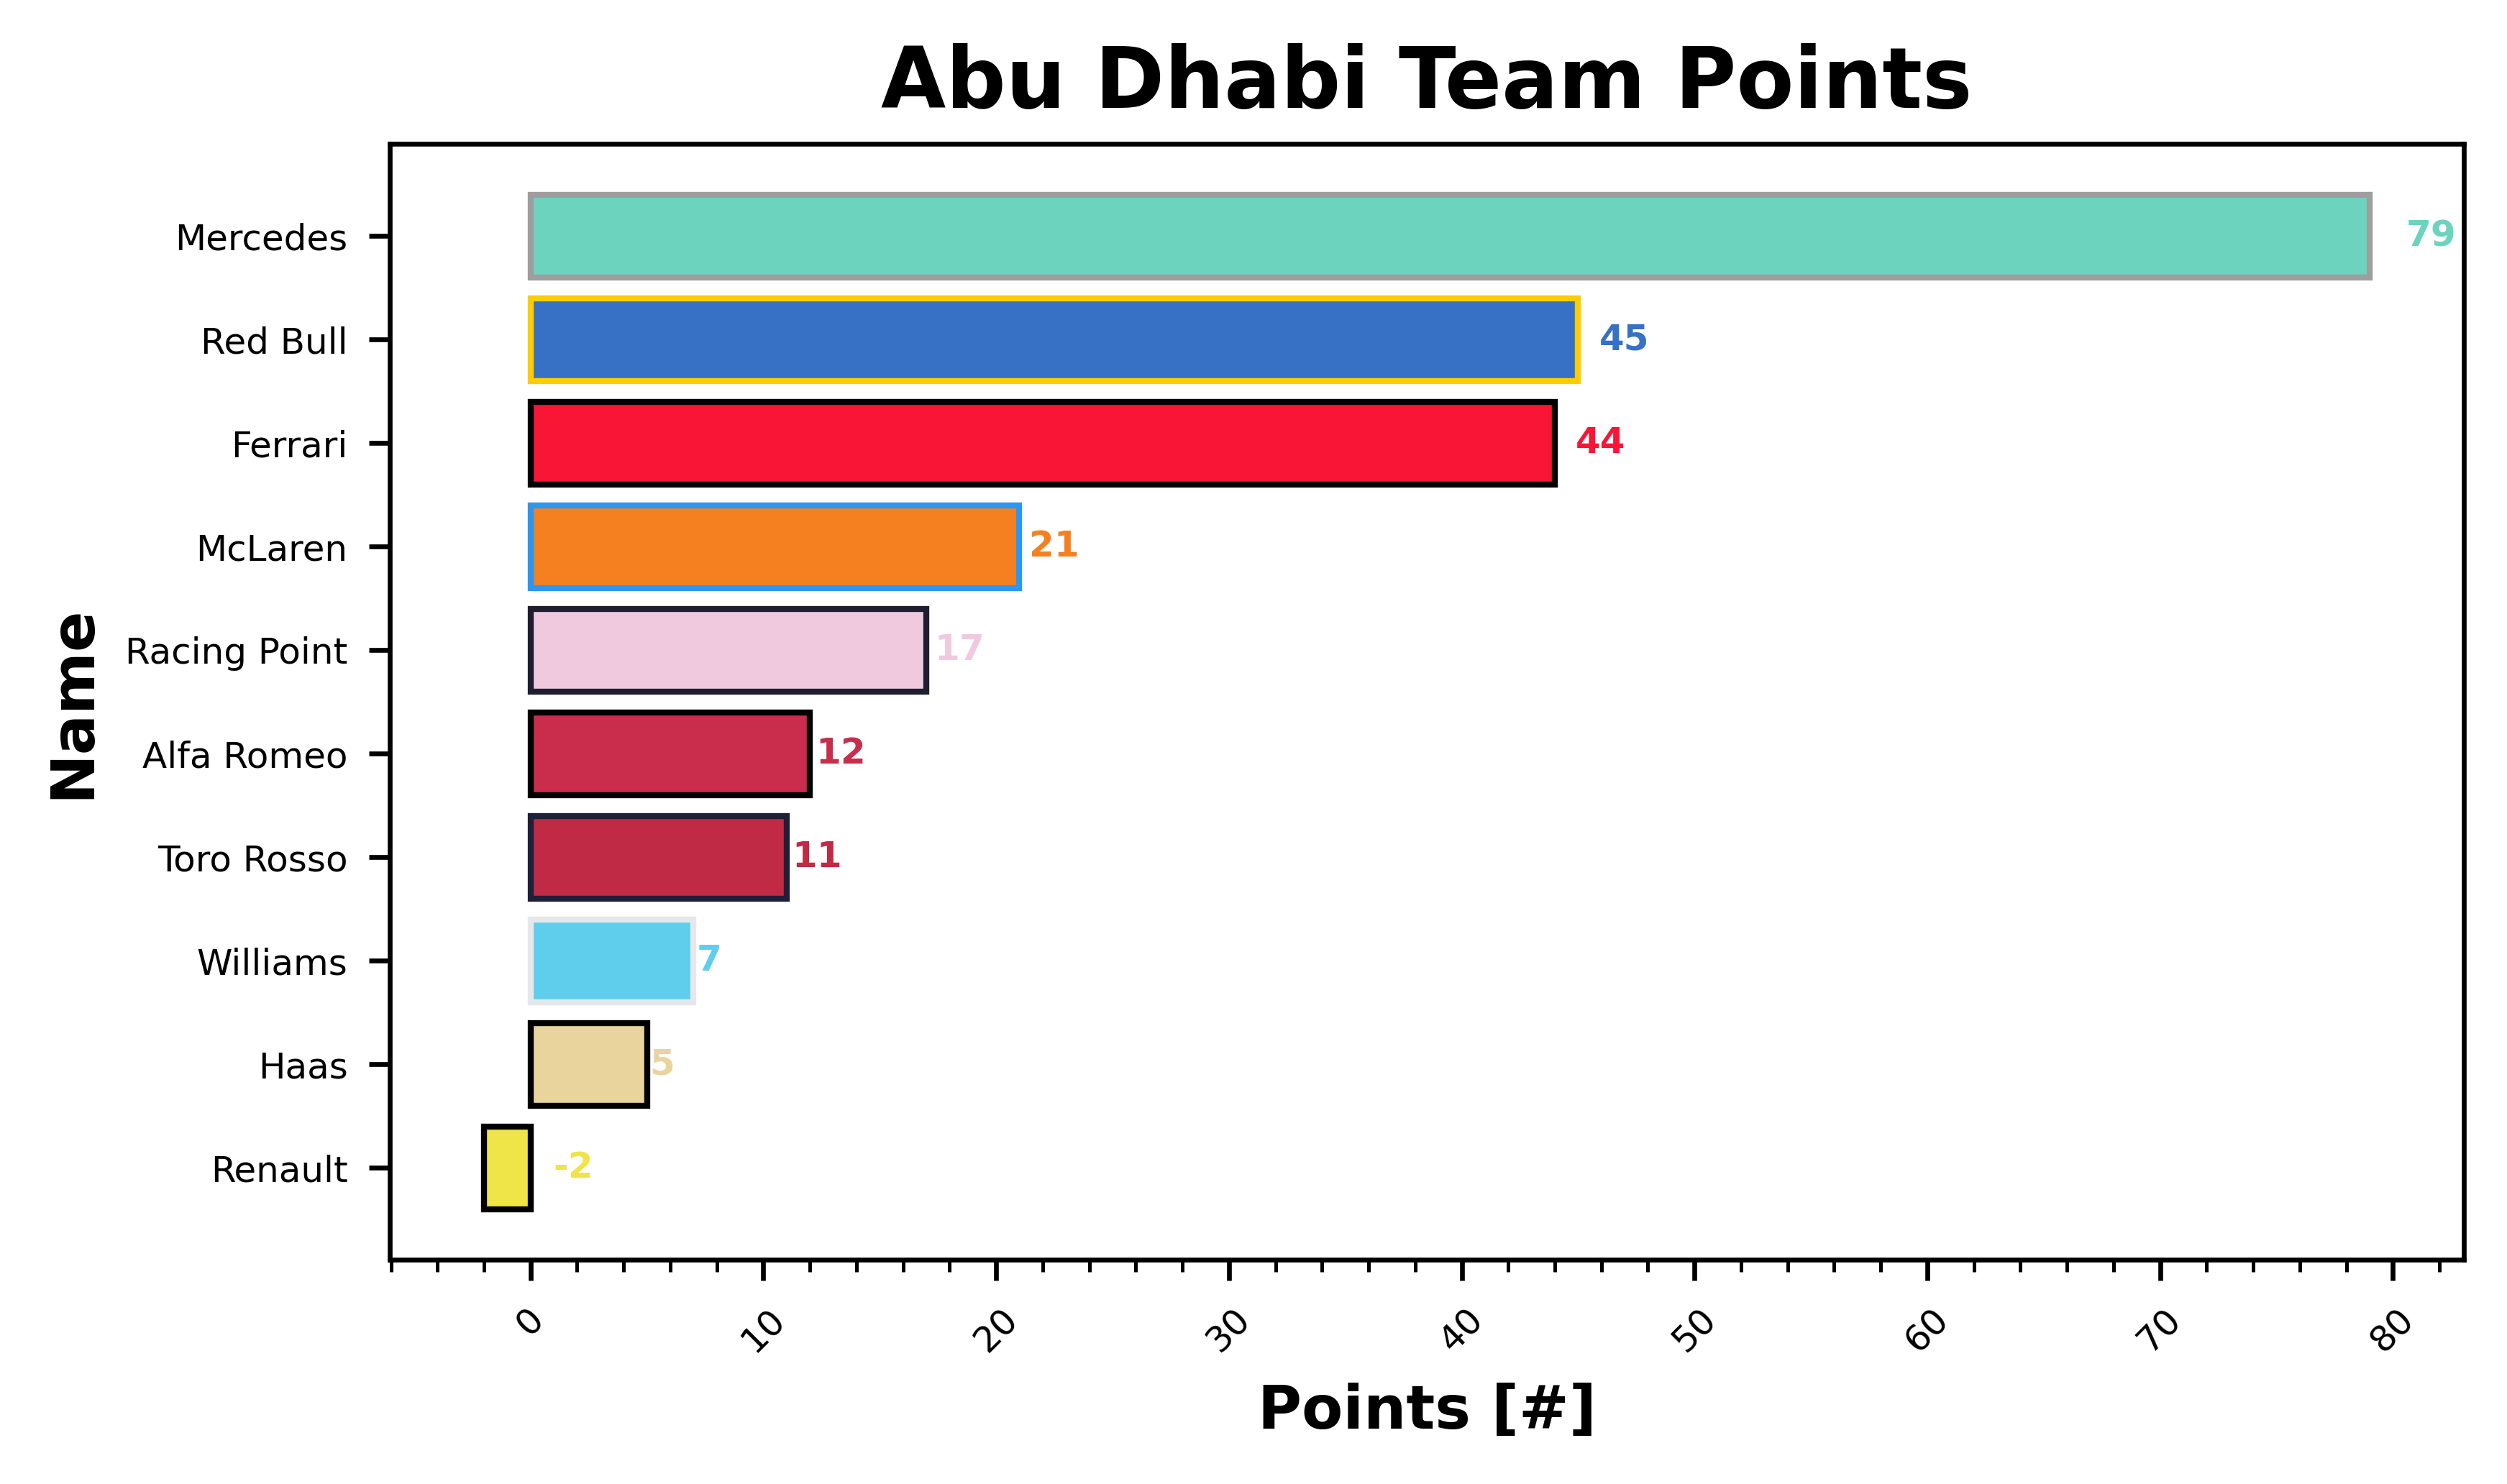 Abu Dhabi Team Points
Name
Mercedes 79
Red Bull 45
Ferrari 44
McLaren 21
Racing Point 17
Alfa Romeo 12
Toro Rosso 11
Williams 7
Haas 5
Renault -2
0 10 20 30 40 50 60 70 80
Points [#]